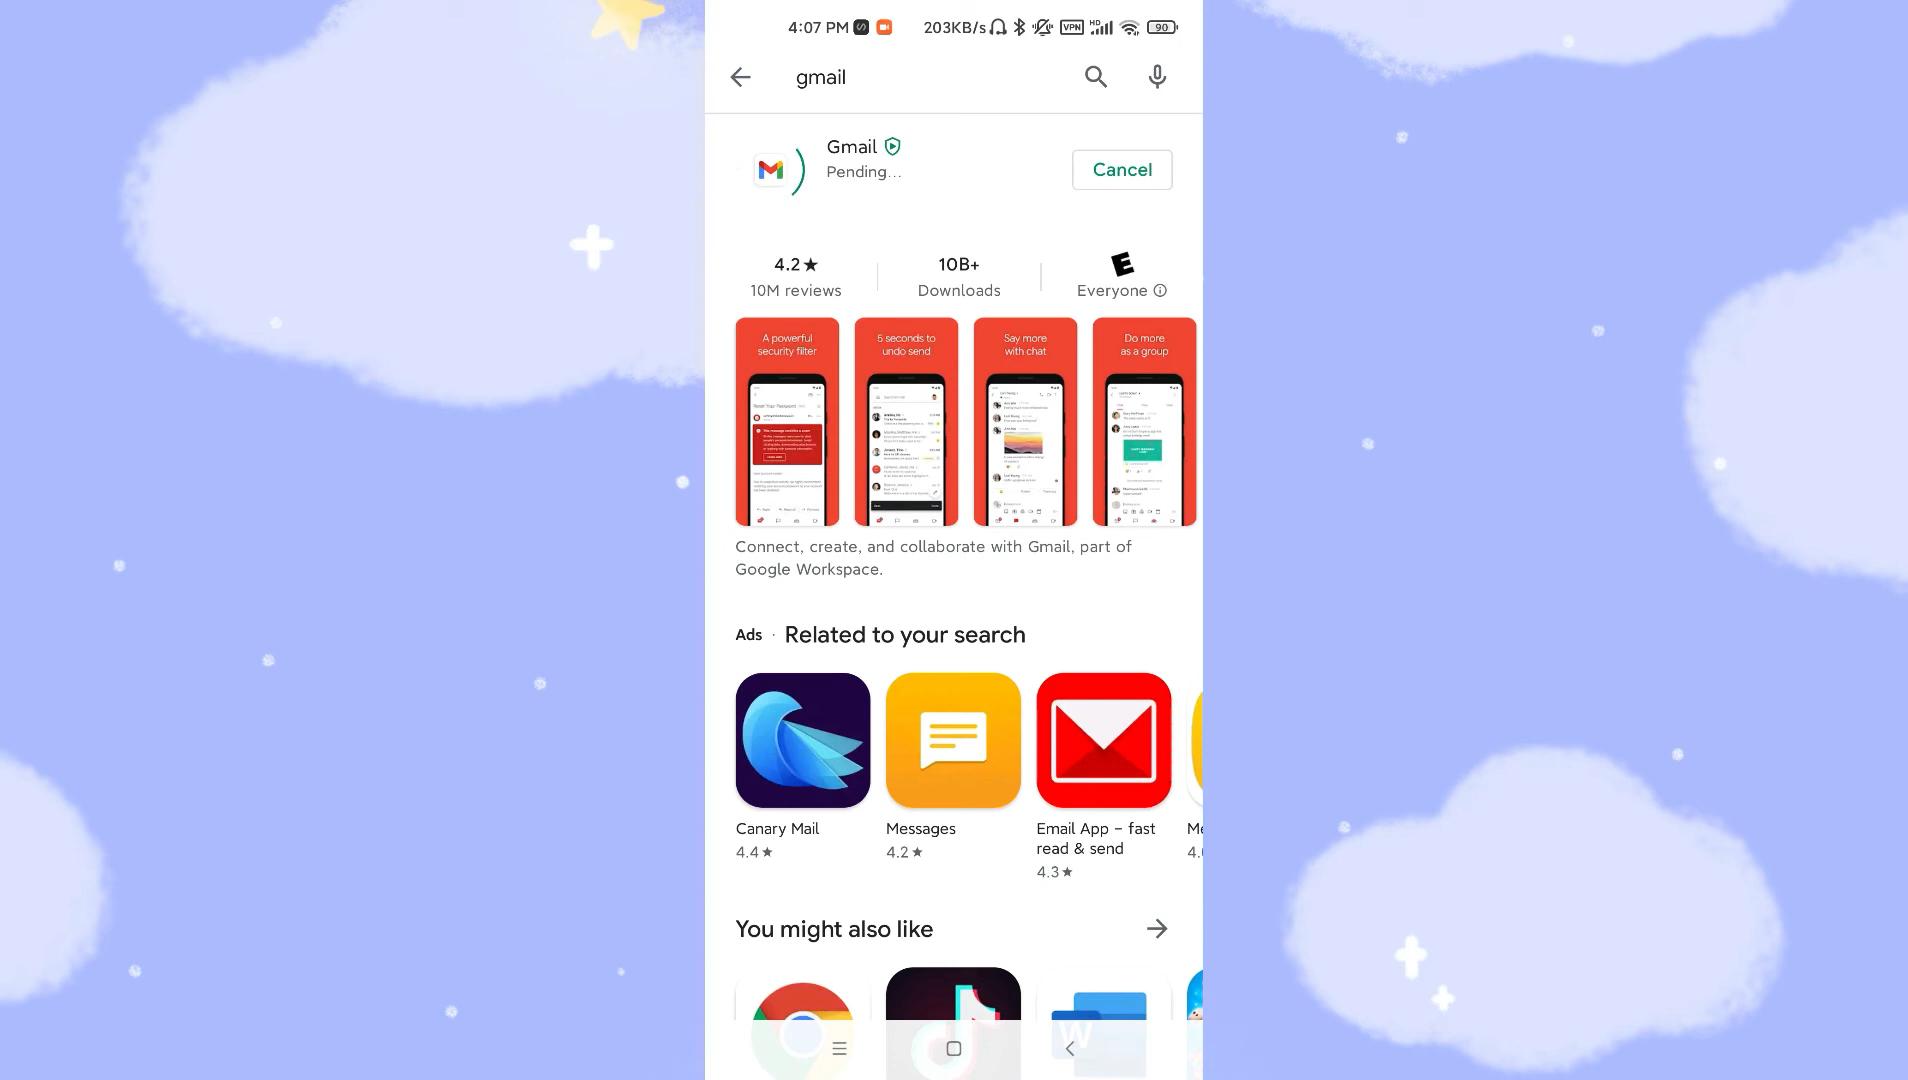 4:07 PM
203KB/s
VPN
HD
90
gmail
Gmail
Pending...
Cancel
4.2★
10M reviews
10B+
Downloads
E
Everyone
A powerful
security filter
5 seconds to
undo send
Say more
with chat
Do more
as a group
Connect, create, and collaborate with Gmail, part of
Google Workspace.
Ads · Related to your search
Canary Mail
4.4★
Messages
4.2★
Email App – fast
read & send
4.3★
You might also like
W